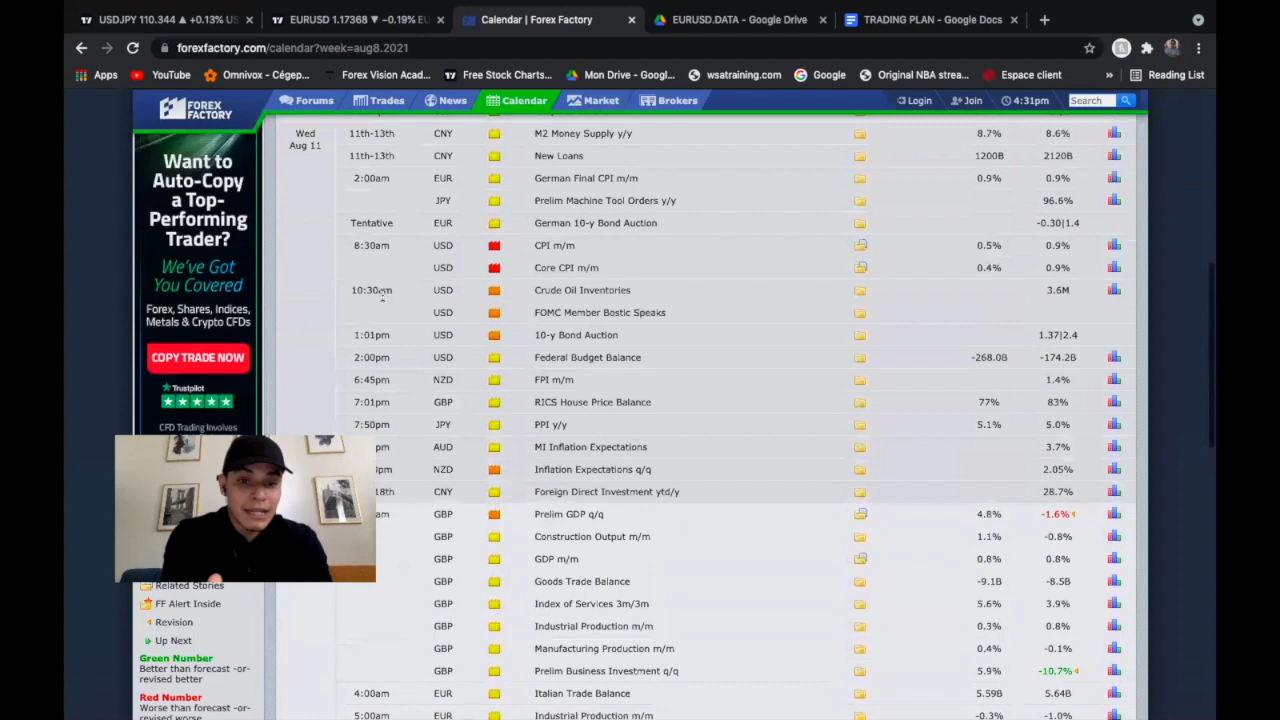 USDJPY 110.344 ▲ +0.13% US × EURUSD 1.17368 ▼ −0.19% E × Calendar | Forex Factory × EURUSD.DATA - Google Drive × TRADING PLAN - Google Docs × +
forexfactory.com/calendar?week=aug8.2021
Apps YouTube Omnivox - Cégep... Forex Vision Acad... Free Stock Charts... Mon Drive - Googl... wsatraining.com Google Original NBA strea... Espace client » Reading List
FOREX FACTORY Forums Trades News Calendar Market Brokers Login Join 4:31pm Search
Want to
Auto-Copy
a Top-
Performing
Trader?
We've Got
You Covered
Forex, Shares, Indices,
Metals & Crypto CFDs
COPY TRADE NOW
Trustpilot
CFD Trading Involves
Related Stories
FF Alert Inside
Revision
Up Next
Green Number
Better than forecast -or-
revised better
Red Number
Worse than forecast -or-
revised worse
Wed
Aug 11
11th-13th CNY M2 Money Supply y/y 8.7% 8.6%
11th-13th CNY New Loans 1200B 2120B
2:00am EUR German Final CPI m/m 0.9% 0.9%
JPY Prelim Machine Tool Orders y/y 96.6%
Tentative EUR German 10-y Bond Auction -0.30|1.4
8:30am USD CPI m/m 0.5% 0.9%
USD Core CPI m/m 0.4% 0.9%
10:30am USD Crude Oil Inventories 3.6M
USD FOMC Member Bostic Speaks
1:01pm USD 10-y Bond Auction 1.37|2.4
2:00pm USD Federal Budget Balance -268.0B -174.2B
6:45pm NZD FPI m/m 1.4%
7:01pm GBP RICS House Price Balance 77% 83%
7:50pm JPY PPI y/y 5.1% 5.0%
pm AUD MI Inflation Expectations 3.7%
pm NZD Inflation Expectations q/q 2.05%
18th CNY Foreign Direct Investment ytd/y 28.7%
am GBP Prelim GDP q/q 4.8% -1.6%
GBP Construction Output m/m 1.1% -0.8%
GBP GDP m/m 0.8% 0.8%
GBP Goods Trade Balance -9.1B -8.5B
GBP Index of Services 3m/3m 5.6% 3.9%
GBP Industrial Production m/m 0.3% 0.8%
GBP Manufacturing Production m/m 0.4% -0.1%
GBP Prelim Business Investment q/q 5.9% -10.7%
4:00am EUR Italian Trade Balance 5.59B 5.64B
5:00am EUR Industrial Production m/m -0.3% -1.0%